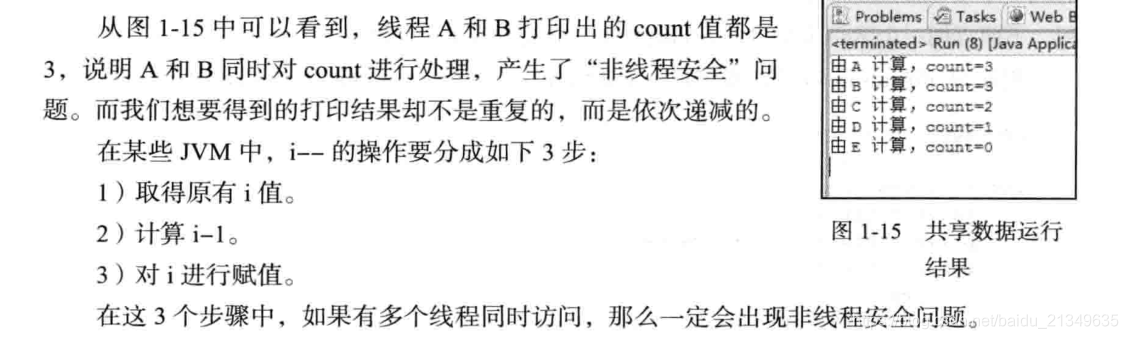 从图 1-15 中可以看到，线程 A 和 B 打印出的 count 值都是
3，说明 A 和 B 同时对 count 进行处理，产生了“非线程安全”问
题。而我们想要得到的打印结果却不是重复的，而是依次递减的。
在某些 JVM 中，i-- 的操作要分成如下 3 步：
1）取得原有 i 值。
2）计算 i-1。
3）对 i 进行赋值。
在这 3 个步骤中，如果有多个线程同时访问，那么一定会出现非线程安全问题。
Problems Tasks Web B
<terminated> Run (8) [Java Applica
由 A 计算，count=3
由 B 计算，count=3
由 C 计算，count=2
由 D 计算，count=1
由 E 计算，count=0
图 1-15 共享数据运行
结果
net/baidu_21349635